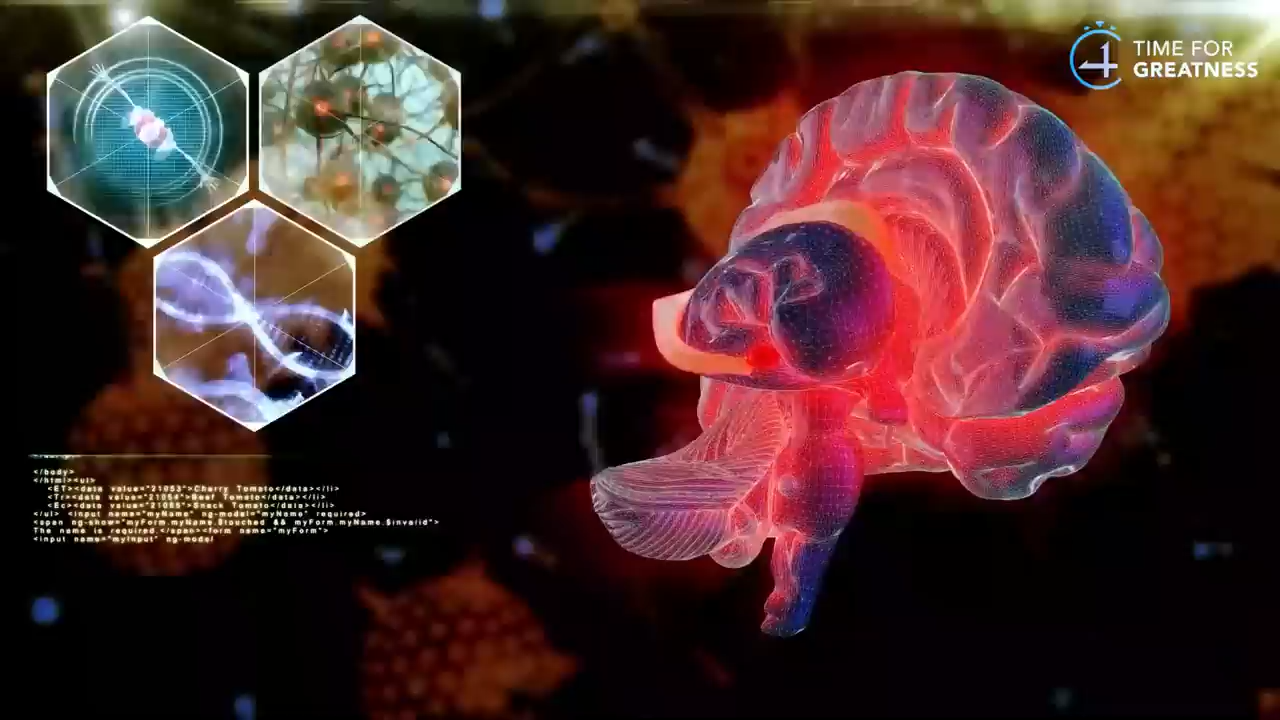 4 TIME FOR
GREATNESS
</body>
</html><ul>
<ET><data value="21053">Cherry Tomato</data></li>
<Tr><data value="21054">Beef Tomato</data></li>
<Ec><data value="21055">Snack Tomato</data></li>
</ul> <input name="myName" ng-model="myName" required>
<span ng-show="myForm.myName.$touched && myForm.myName.$invalid">
The name is required.</span><form name="myForm">
<input name="myInput" ng-model